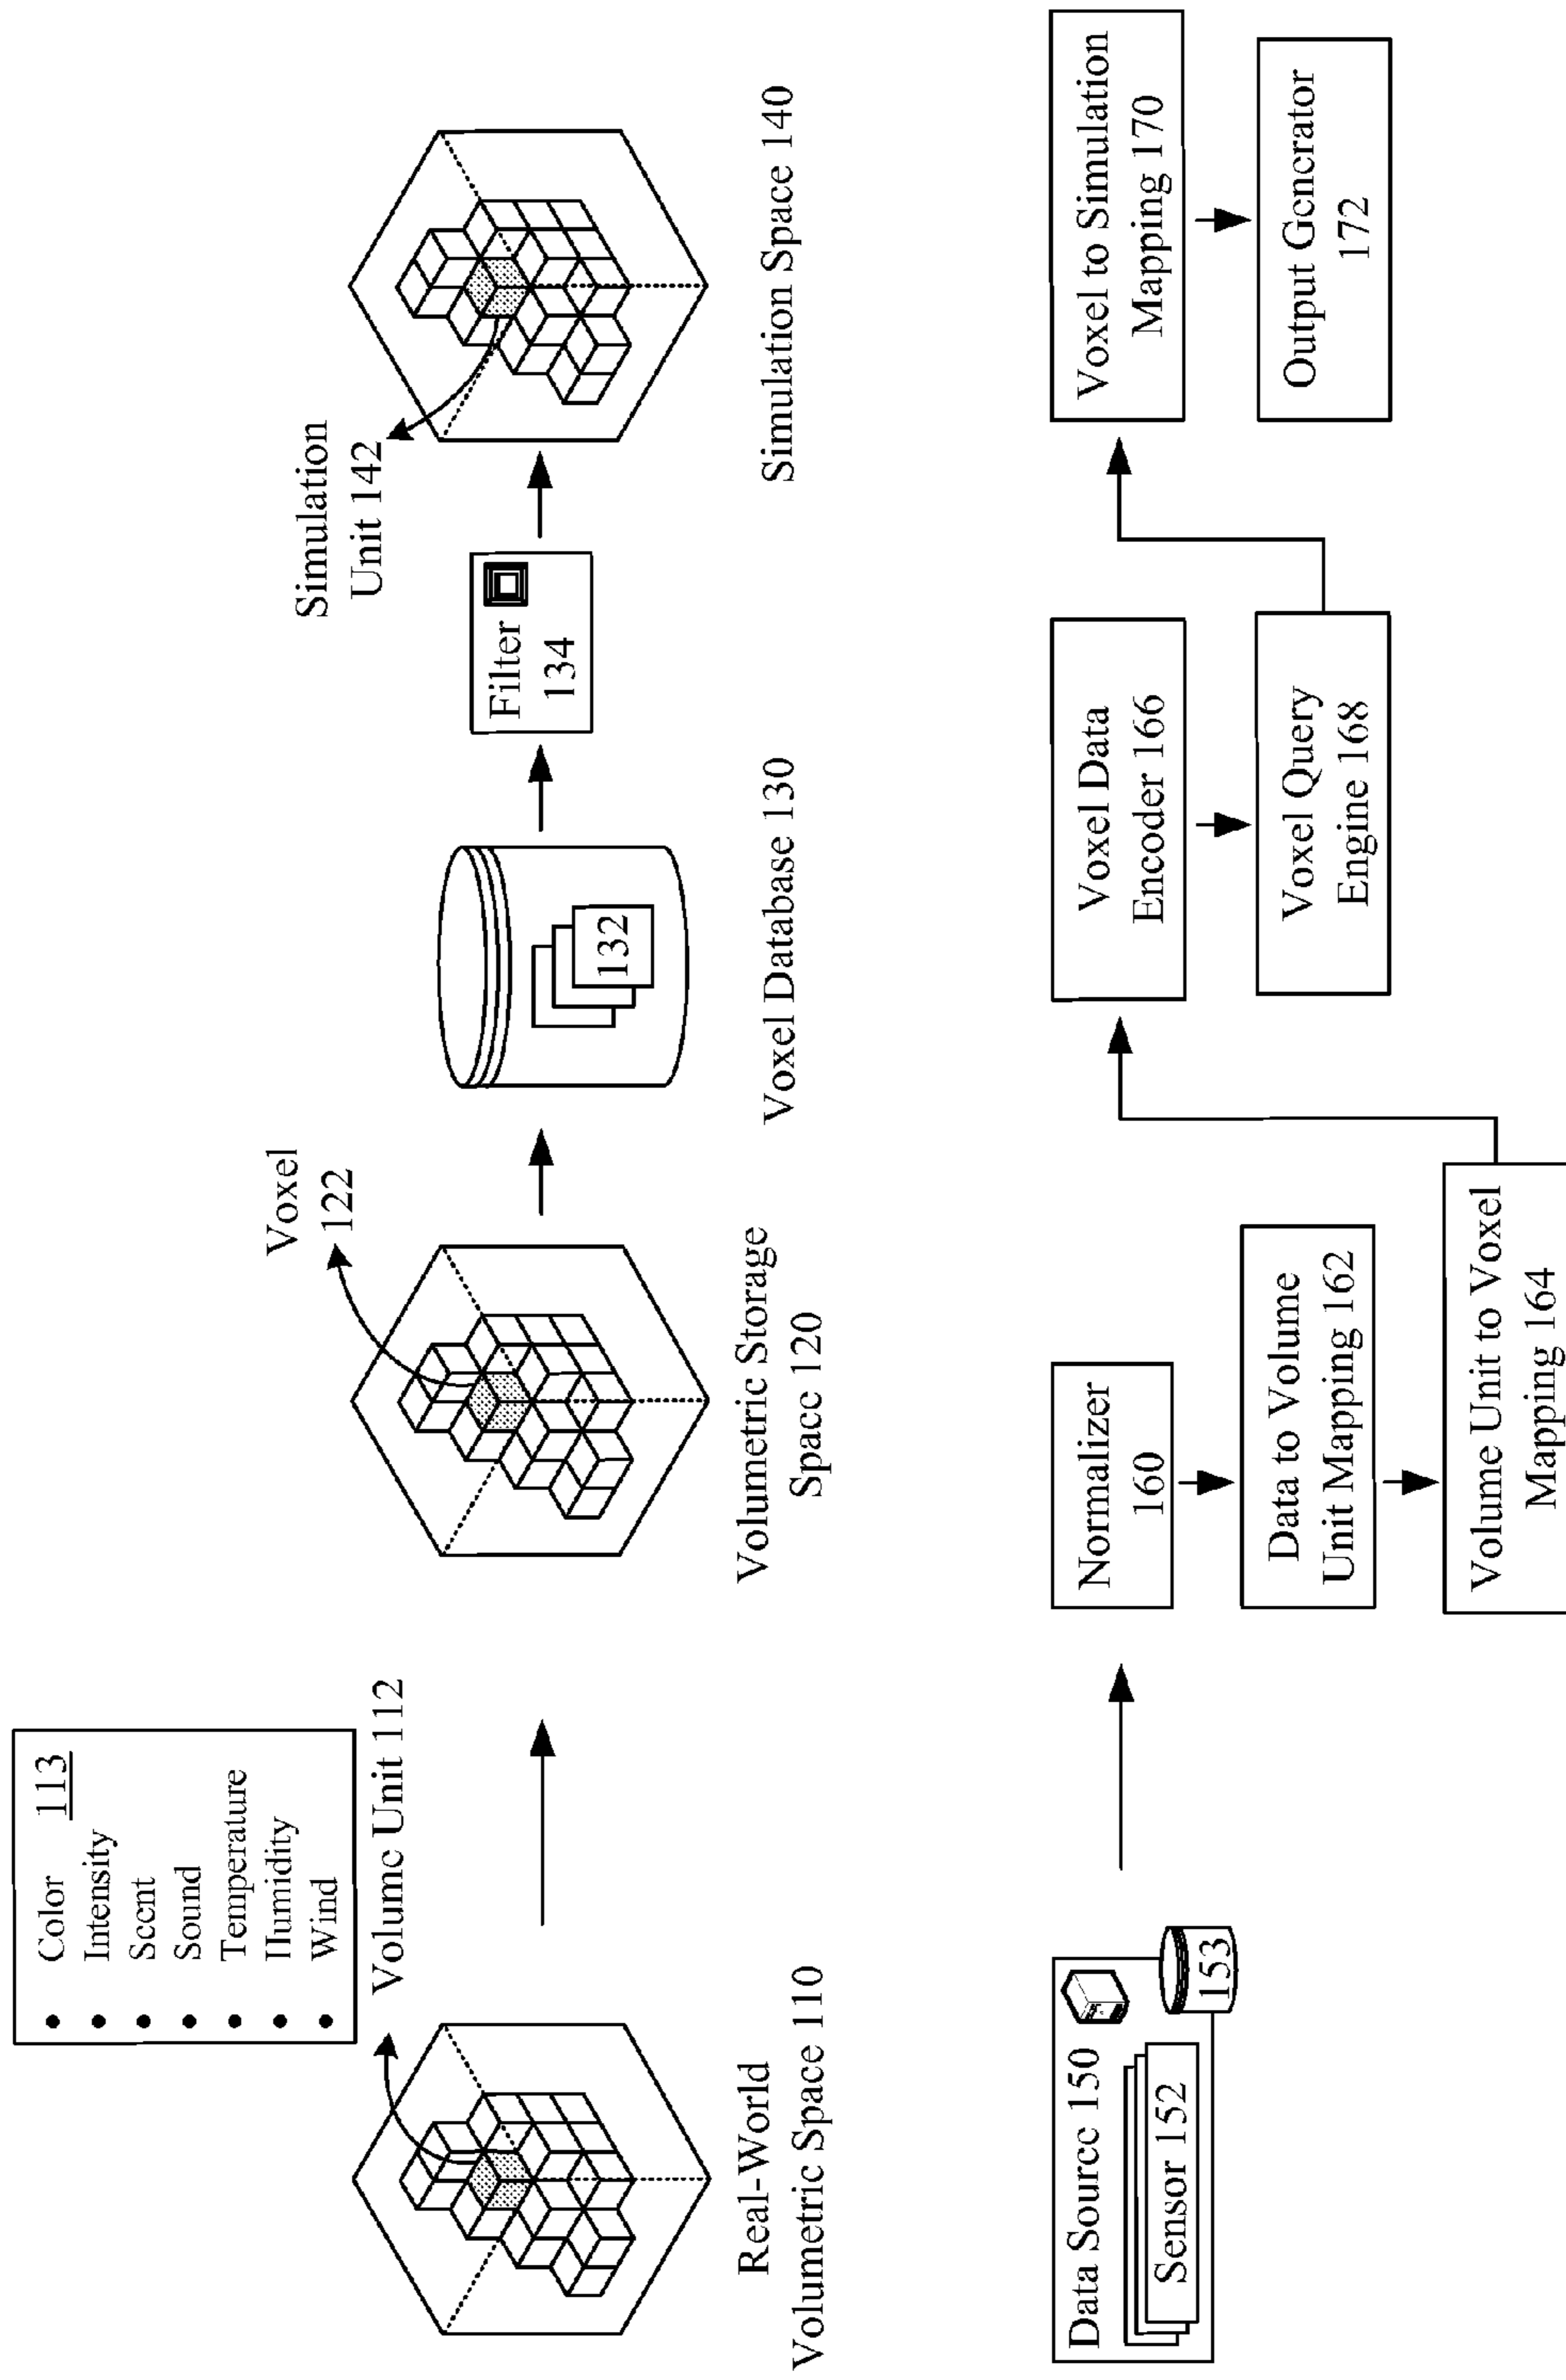 Color 113
Intensity
Scent
Sound
Temperature
Humidity
Wind
Volume Unit 112
Voxel
122
Simulation
Unit 142
132
Filter
134
Real-World
Volumetric Space 110
Volumetric Storage
Space 120
Voxel Database 130
Simulation Space 140
Data Source 150
Sensor 152
153
Normalizer
160
Data to Volume
Unit Mapping 162
Volume Unit to Voxel
Mapping 164
Voxel Data
Encoder 166
Voxel Query
Engine 168
Voxel to Simulation
Mapping 170
Output Generator
172